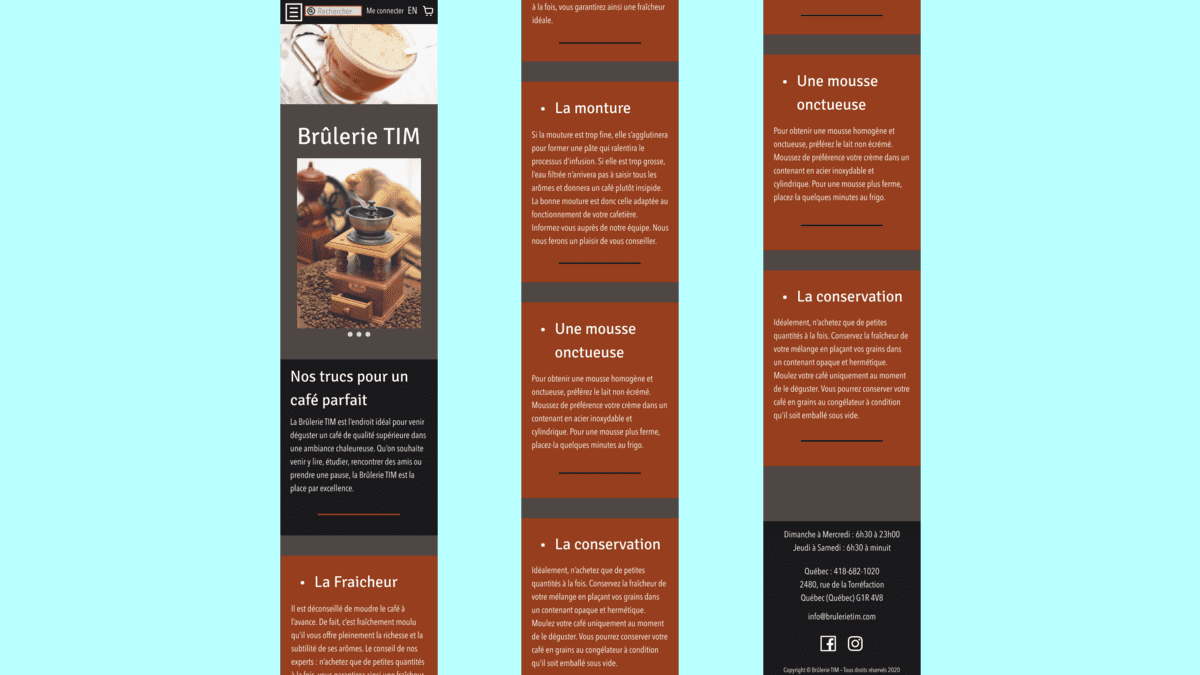 Rechercher
Me connecter
EN
Brûlerie TIM
Nos trucs pour un
café parfait
La Brûlerie TIM est l'endroit idéal pour venir
déguster un café de qualité supérieure dans
une ambiance chaleureuse. Qu'on souhaite
venir y lire, étudier, rencontrer des amis ou
prendre une pause, la Brûlerie TIM est la
place par excellence.
• La Fraicheur
Il est déconseillé de moudre le café à
l'avance. De fait, c'est fraîchement moulu
qu'il vous offre pleinement la richesse et la
subtilité de ses arômes. Le conseil de nos
experts : n'achetez que de petites quantités
à la fois, vous garantirez ainsi une fraîcheur
à la fois, vous garantirez ainsi une fraîcheur
idéale.
• La monture
Si la mouture est trop fine, elle s'agglutinera
pour former une pâte qui ralentira le
processus d'infusion. Si elle est trop grosse,
l'eau filtrée n'arrivera pas à saisir tous les
arômes et donnera un café plutôt insipide.
La bonne mouture est donc celle adaptée au
fonctionnement de votre cafetière.
Informez-vous auprès de notre équipe. Nous
nous ferons un plaisir de vous conseiller.
• Une mousse
onctueuse
Pour obtenir une mousse homogène et
onctueuse, préférez le lait non écrémé.
Moussez de préférence votre crème dans un
contenant en acier inoxydable et
cylindrique. Pour une mousse plus ferme,
placez-la quelques minutes au frigo.
• La conservation
Idéalement, n'achetez que de petites
quantités à la fois. Conservez la fraîcheur de
votre mélange en plaçant vos grains dans
un contenant opaque et hermétique.
Moulez votre café uniquement au moment
de le déguster. Vous pourrez conserver votre
café en grains au congélateur à condition
qu'il soit emballé sous vide.
• Une mousse
onctueuse
Pour obtenir une mousse homogène et
onctueuse, préférez le lait non écrémé.
Moussez de préférence votre crème dans un
contenant en acier inoxydable et
cylindrique. Pour une mousse plus ferme,
placez-la quelques minutes au frigo.
• La conservation
Idéalement, n'achetez que de petites
quantités à la fois. Conservez la fraîcheur de
votre mélange en plaçant vos grains dans
un contenant opaque et hermétique.
Moulez votre café uniquement au moment
de le déguster. Vous pourrez conserver votre
café en grains au congélateur à condition
qu'il soit emballé sous vide.
Dimanche à Mercredi : 6h30 à 23h00
Jeudi à Samedi : 6h30 à minuit
Québec : 418-682-1020
2480, rue de la Torréfaction
Québec (Québec) G1R 4V8
info@brulerietim.com
Copyright © Brûlerie TIM - Tous droits réservés 2020